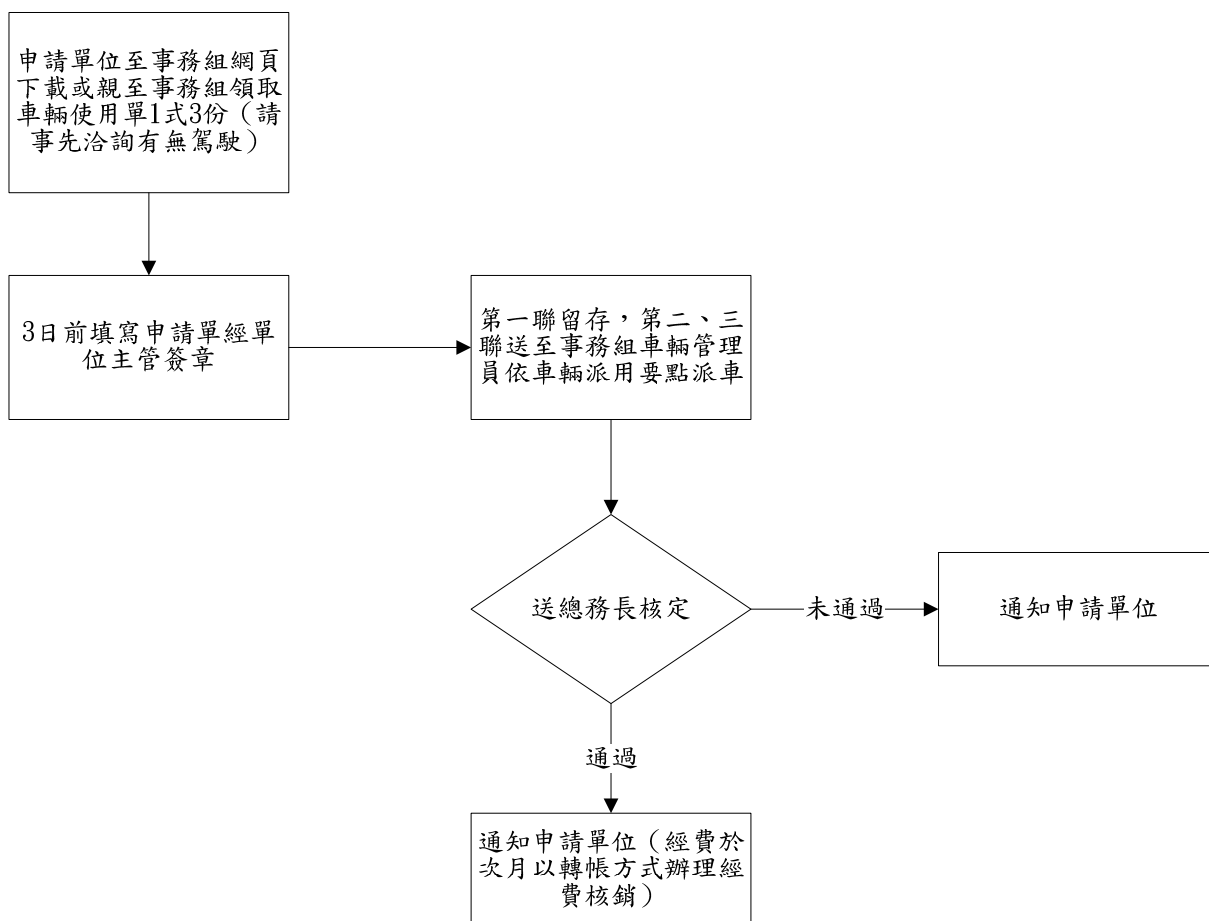 申請單位至事務組網頁
下載或親至事務組領取
車輛使用單1式3份（請
事先洽詢有無駕駛）
3日前填寫申請單經單
位主管簽章
第一聯留存，第二、三
聯送至事務組車輛管理
員依車輛派用要點派車
送總務長核定
未通過
通知申請單位
通過
通知申請單位（經費於
次月以轉帳方式辦理經
費核銷）